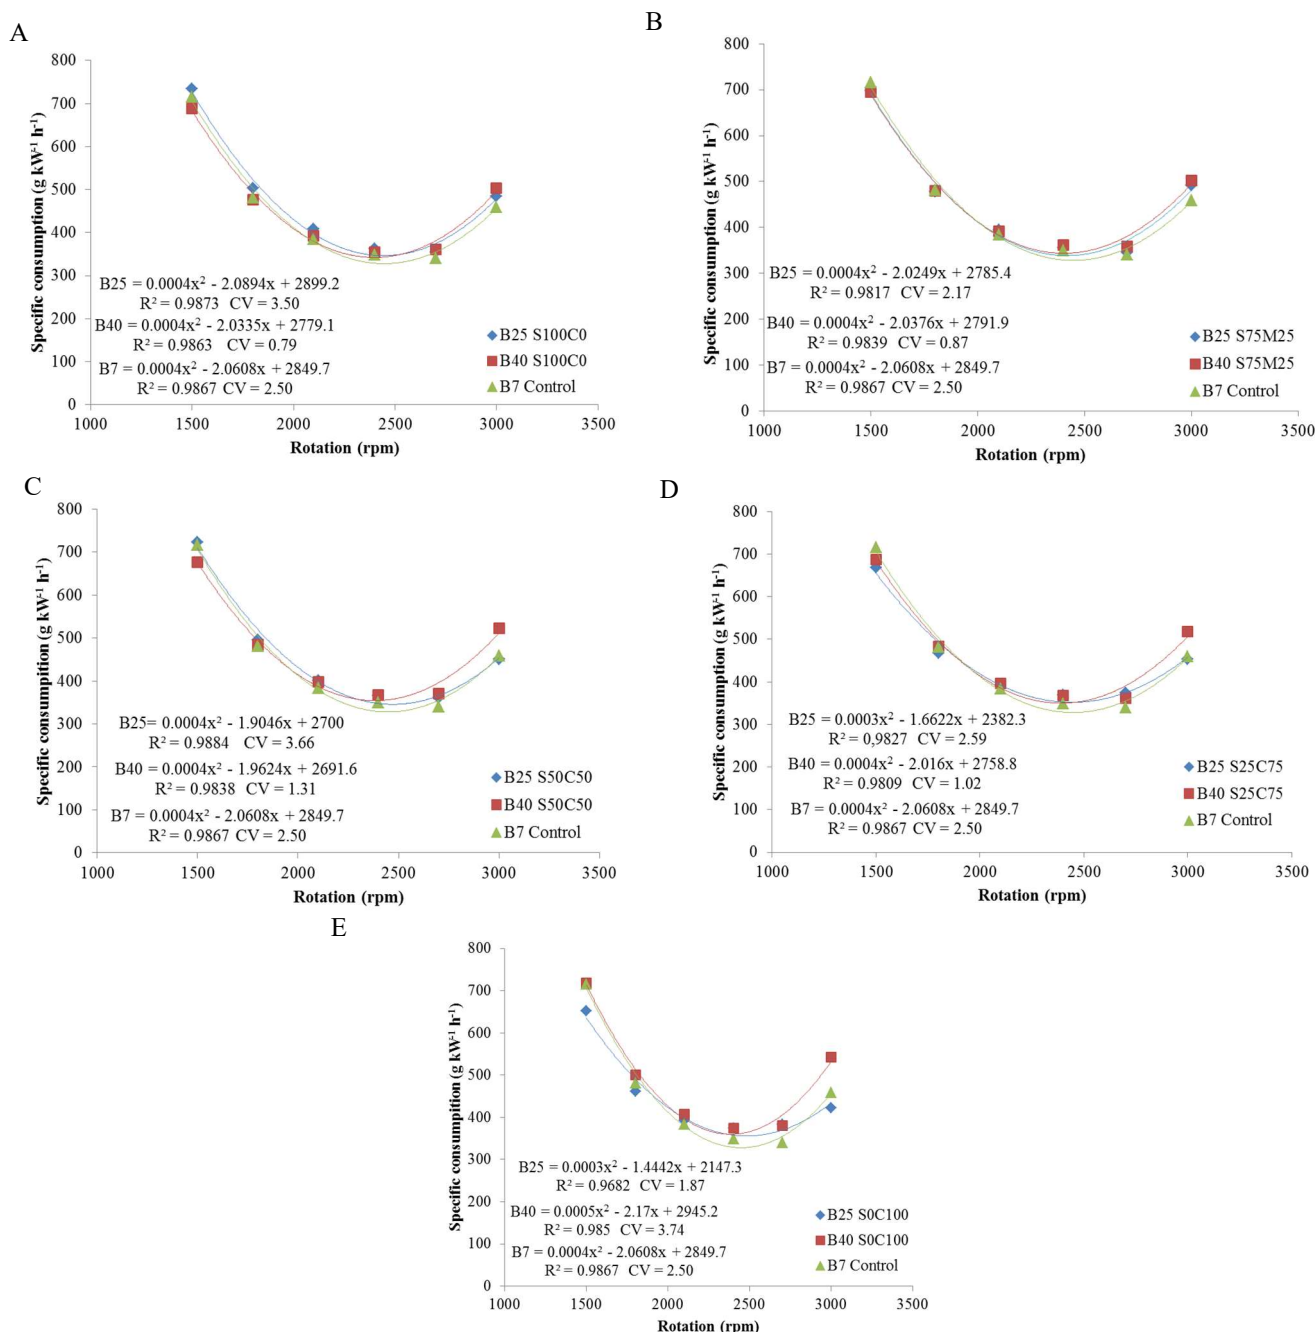 A
800
700
600
500
400
300
200
100
0
Specific consumption (g kW-1 h-1)
B25 = 0.0004x² - 2.0894x + 2899.2
R² = 0.9873 CV = 3.50
B40 = 0.0004x² - 2.0335x + 2779.1
R² = 0.9863 CV = 0.79
B7 = 0.0004x² - 2.0608x + 2849.7
R² = 0.9867 CV = 2.50
B25 S100C0
B40 S100C0
B7 Control
1000 1500 2000 2500 3000 3500
Rotation (rpm)
B
800
700
600
500
400
300
200
100
0
Specific consumption (g kW-1 h-1)
B25 = 0.0004x² - 2.0249x + 2785.4
R² = 0.9817 CV = 2.17
B40 = 0.0004x² - 2.0376x + 2791.9
R² = 0.9839 CV = 0.87
B7 = 0.0004x² - 2.0608x + 2849.7
R² = 0.9867 CV = 2.50
B25 S75M25
B40 S75M25
B7 Control
1000 1500 2000 2500 3000 3500
Rotation (rpm)
C
800
700
600
500
400
300
200
100
0
Specific consumpition (g kW-1 h-1)
B25= 0.0004x² - 1.9046x + 2700
R² = 0.9884 CV = 3.66
B40 = 0.0004x² - 1.9624x + 2691.6
R² = 0.9838 CV = 1.31
B7 = 0.0004x² - 2.0608x + 2849.7
R² = 0.9867 CV = 2.50
B25 S50C50
B40 S50C50
B7 Control
1000 1500 2000 2500 3000 3500
Rotation (rpm)
D
800
700
600
500
400
300
200
100
0
Specific consumpition (g kW-1 h-1)
B25 = 0.0003x² - 1.6622x + 2382.3
R² = 0,9827 CV = 2.59
B40 = 0.0004x² - 2.016x + 2758.8
R² = 0.9809 CV = 1.02
B7 = 0.0004x² - 2.0608x + 2849.7
R² = 0.9867 CV = 2.50
B25 S25C75
B40 S25C75
B7 Control
1000 1500 2000 2500 3000 3500
Rotation (rpm)
E
800
700
600
500
400
300
200
100
0
Specific consumpition (g kW-1 h-1)
B25 = 0.0003x² - 1.4442x + 2147.3
R² = 0.9682 CV = 1.87
B40 = 0.0005x² - 2.17x + 2945.2
R² = 0.985 CV = 3.74
B7 = 0.0004x² - 2.0608x + 2849.7
R² = 0.9867 CV = 2.50
B25 S0C100
B40 S0C100
B7 Control
1000 1500 2000 2500 3000 3500
Rotation (rpm)